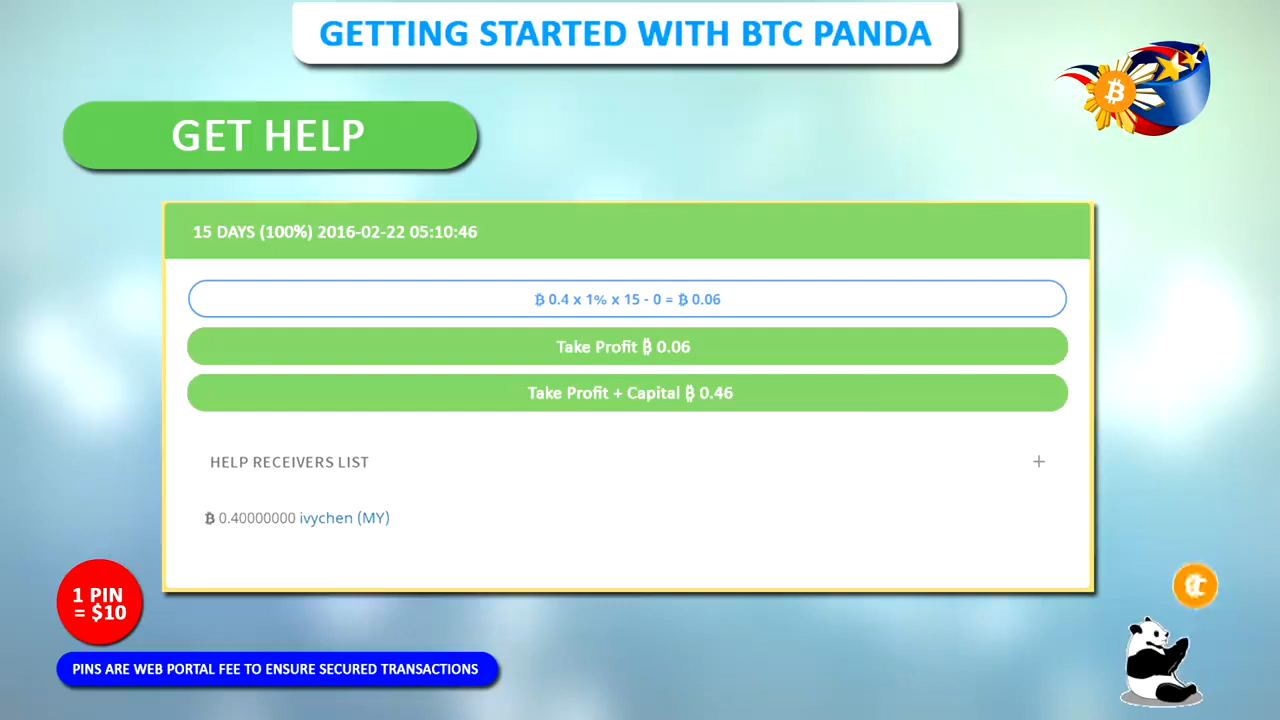 GETTING STARTED WITH BTC PANDA
GET HELP
15 DAYS (100%) 2016-02-22 05:10:46
₿ 0.4 x 1% x 15 - 0 = ₿ 0.06
Take Profit ₿ 0.06
Take Profit + Capital ₿ 0.46
HELP RECEIVERS LIST +
₿ 0.40000000 ivychen (MY)
1 PIN
= $10
PINS ARE WEB PORTAL FEE TO ENSURE SECURED TRANSACTIONS